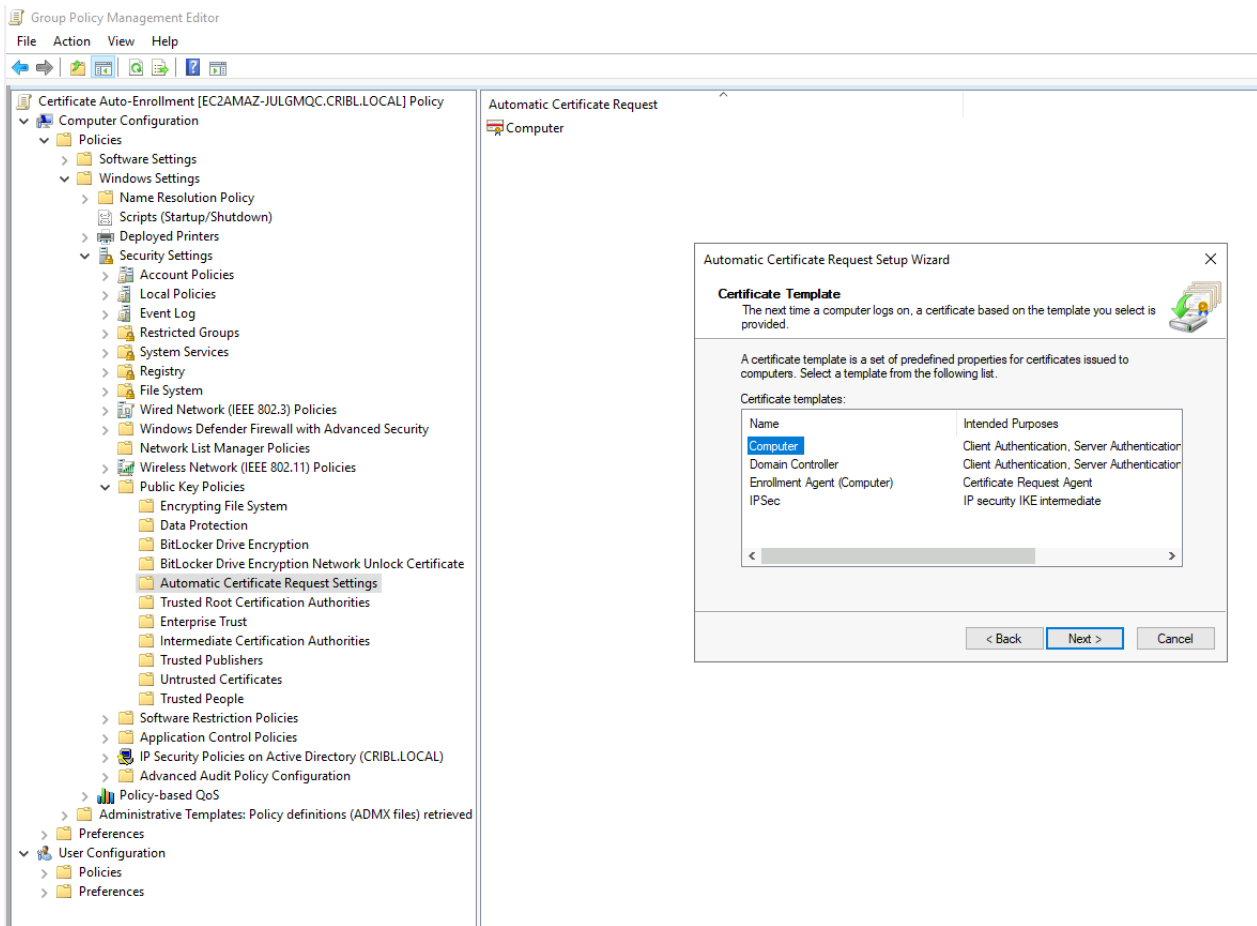 Group Policy Management Editor
File Action View Help
Certificate Auto-Enrollment [EC2AMAZ-JULGMQC.CRIBL.LOCAL] Policy
Computer Configuration
Policies
Software Settings
Windows Settings
Name Resolution Policy
Scripts (Startup/Shutdown)
Deployed Printers
Security Settings
Account Policies
Local Policies
Event Log
Restricted Groups
System Services
Registry
File System
Wired Network (IEEE 802.3) Policies
Windows Defender Firewall with Advanced Security
Network List Manager Policies
Wireless Network (IEEE 802.11) Policies
Public Key Policies
Encrypting File System
Data Protection
BitLocker Drive Encryption
BitLocker Drive Encryption Network Unlock Certificate
Automatic Certificate Request Settings
Trusted Root Certification Authorities
Enterprise Trust
Intermediate Certification Authorities
Trusted Publishers
Untrusted Certificates
Trusted People
Software Restriction Policies
Application Control Policies
IP Security Policies on Active Directory (CRIBL.LOCAL)
Advanced Audit Policy Configuration
Policy-based QoS
Administrative Templates: Policy definitions (ADMX files) retrieved
Preferences
User Configuration
Policies
Preferences
Automatic Certificate Request
Computer
Automatic Certificate Request Setup Wizard
Certificate Template
The next time a computer logs on, a certificate based on the template you select is
provided.
A certificate template is a set of predefined properties for certificates issued to
computers. Select a template from the following list.
Certificate templates:
Name Intended Purposes
Computer Client Authentication, Server Authentication
Domain Controller Client Authentication, Server Authentication
Enrollment Agent (Computer) Certificate Request Agent
IPSec IP security IKE intermediate
< Back Next > Cancel